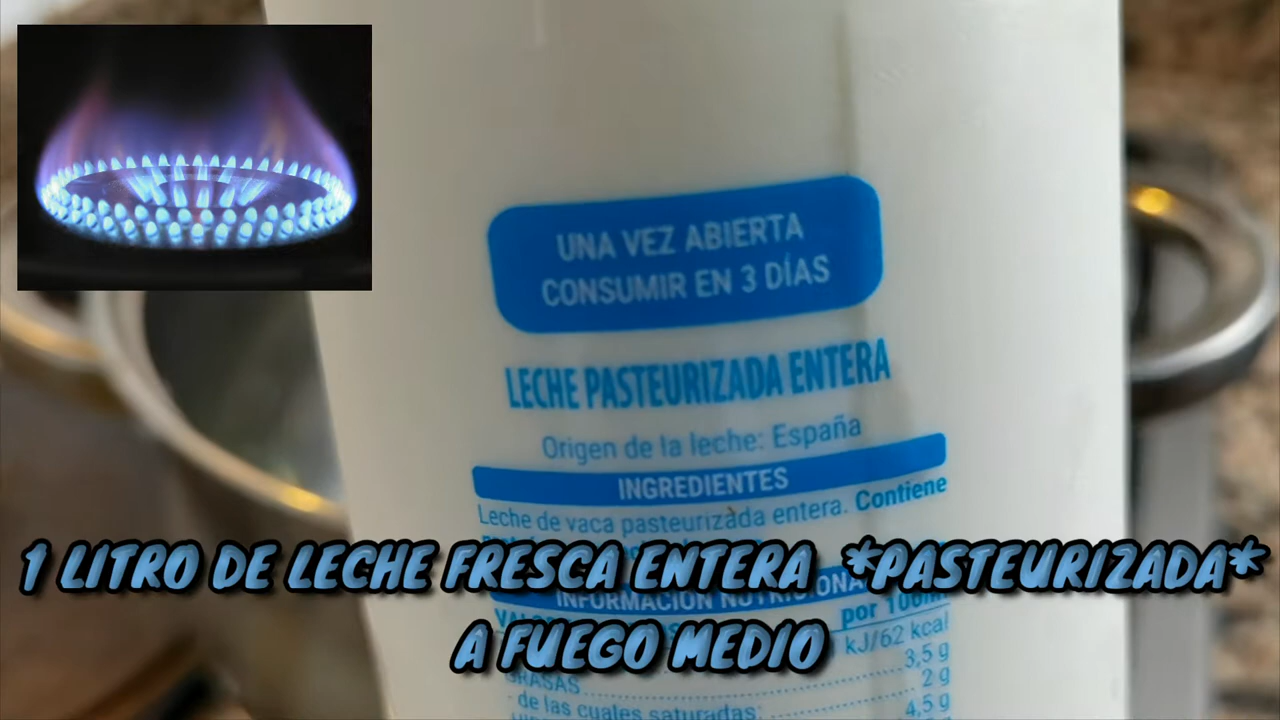 UNA VEZ ABIERTA
CONSUMIR EN 3 DÍAS
LECHE PASTEURIZADA ENTERA
Origen de la leche: España
INGREDIENTES
Leche de vaca pasteurizada entera. Contiene
1 LITRO DE LECHE FRESCA ENTERA *PASTEURIZADA*
INFORMACIÓN NUTRICIONA
por 100ml
A FUEGO MEDIO
kJ/62 kcal
GRASAS 3,5 g
de las cuales saturadas: 2 g
4,5 g